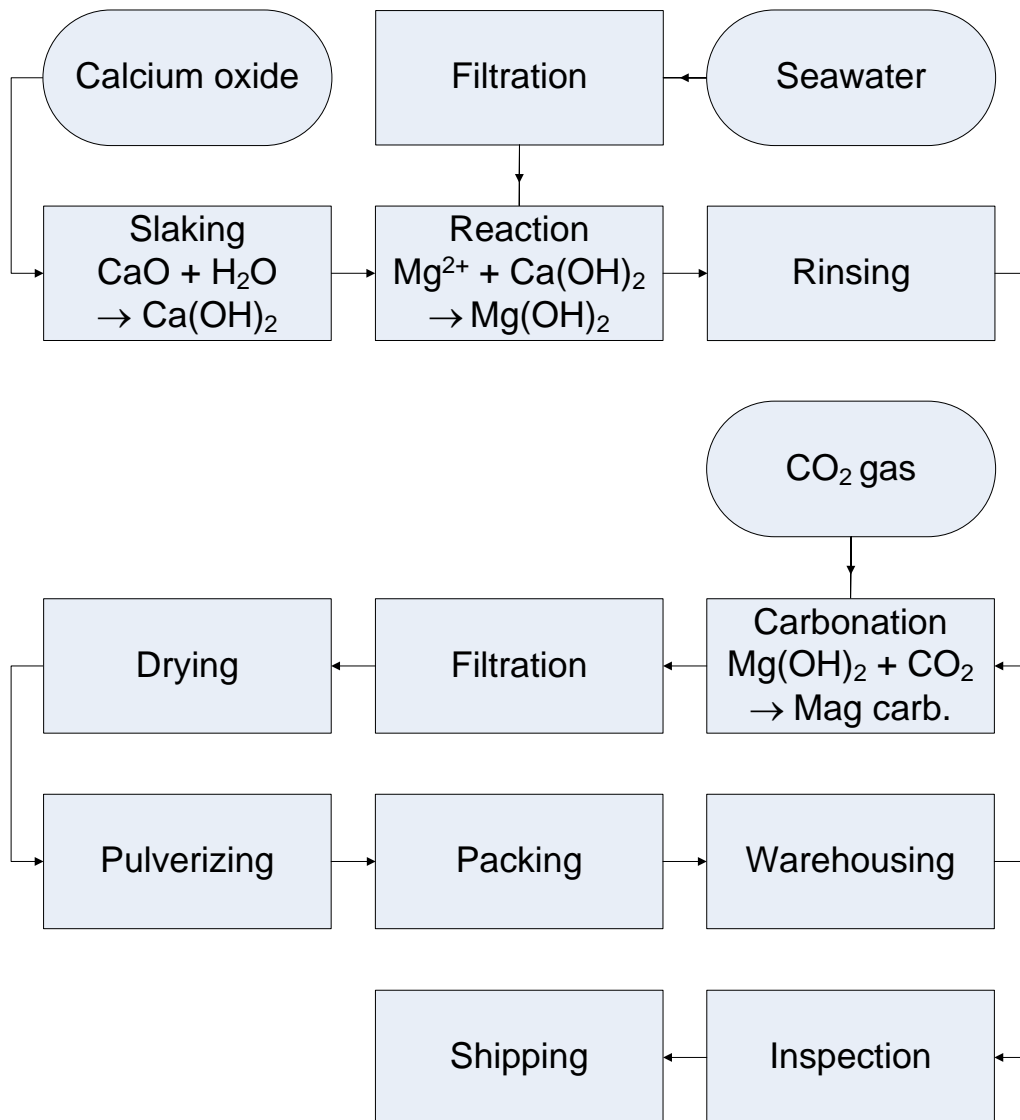 Calcium oxide
Filtration
Seawater
Slaking
CaO + H₂O
→ Ca(OH)₂
Reaction
Mg²⁺ + Ca(OH)₂
→ Mg(OH)₂
Rinsing
CO₂ gas
Drying
Filtration
Carbonation
Mg(OH)₂ + CO₂
→ Mag carb.
Pulverizing
Packing
Warehousing
Shipping
Inspection